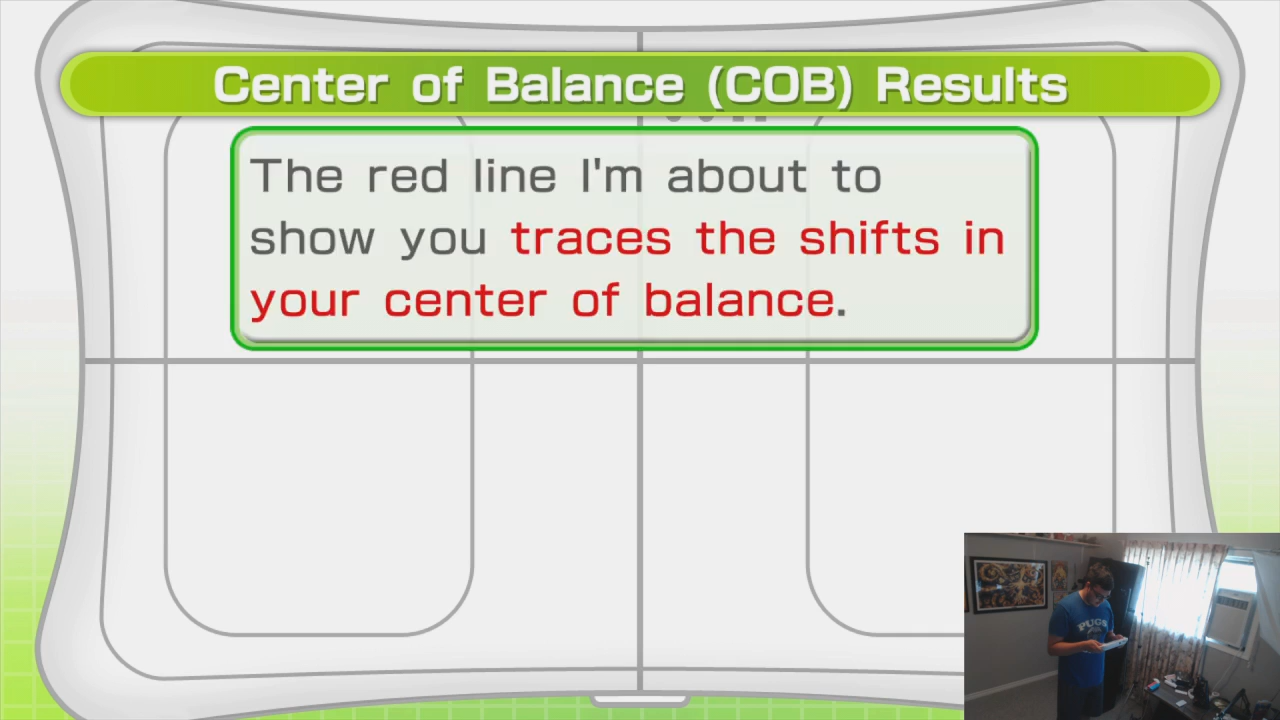 Center of Balance (COB) Results
The red line I'm about to
show you traces the shifts in
your center of balance.
PUGS